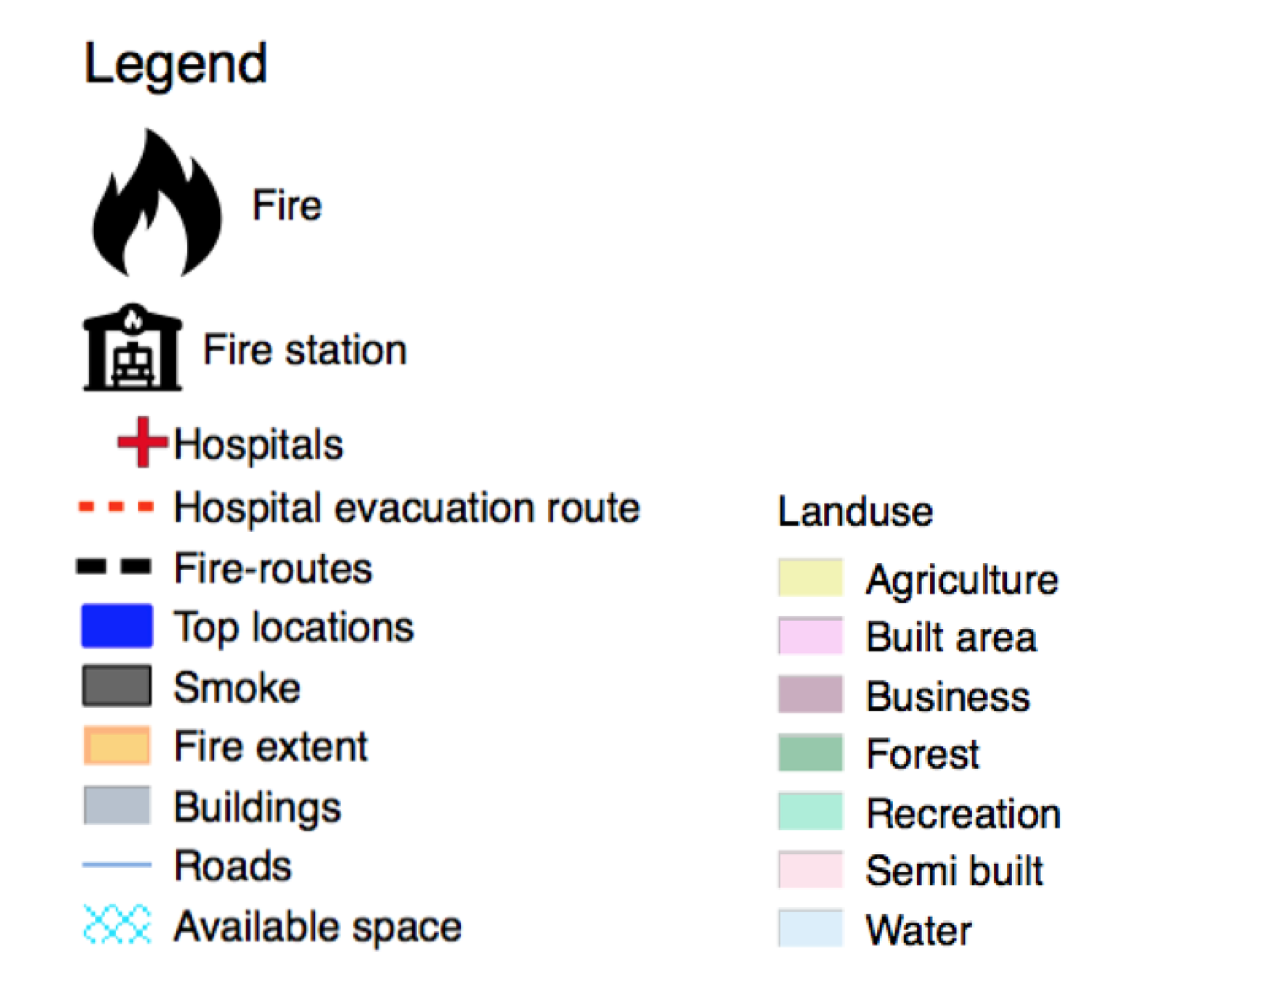 Legend
Fire
Fire station
Hospitals
Hospital evacuation route
Fire-routes
Top locations
Smoke
Fire extent
Buildings
Roads
Available space
Landuse
Agriculture
Built area
Business
Forest
Recreation
Semi built
Water